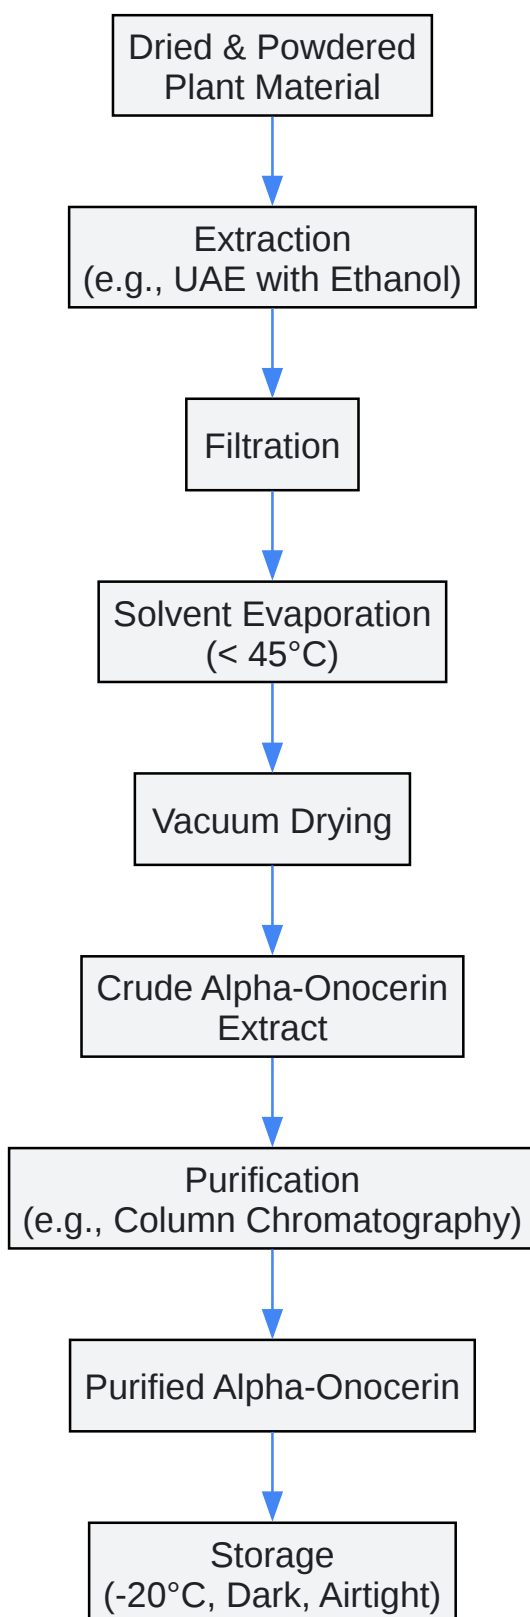 Dried & Powdered
Plant Material
Extraction
(e.g., UAE with Ethanol)
Filtration
Solvent Evaporation
(< 45°C)
Vacuum Drying
Crude Alpha-Onocerin
Extract
Purification
(e.g., Column Chromatography)
Purified Alpha-Onocerin
Storage
(-20°C, Dark, Airtight)